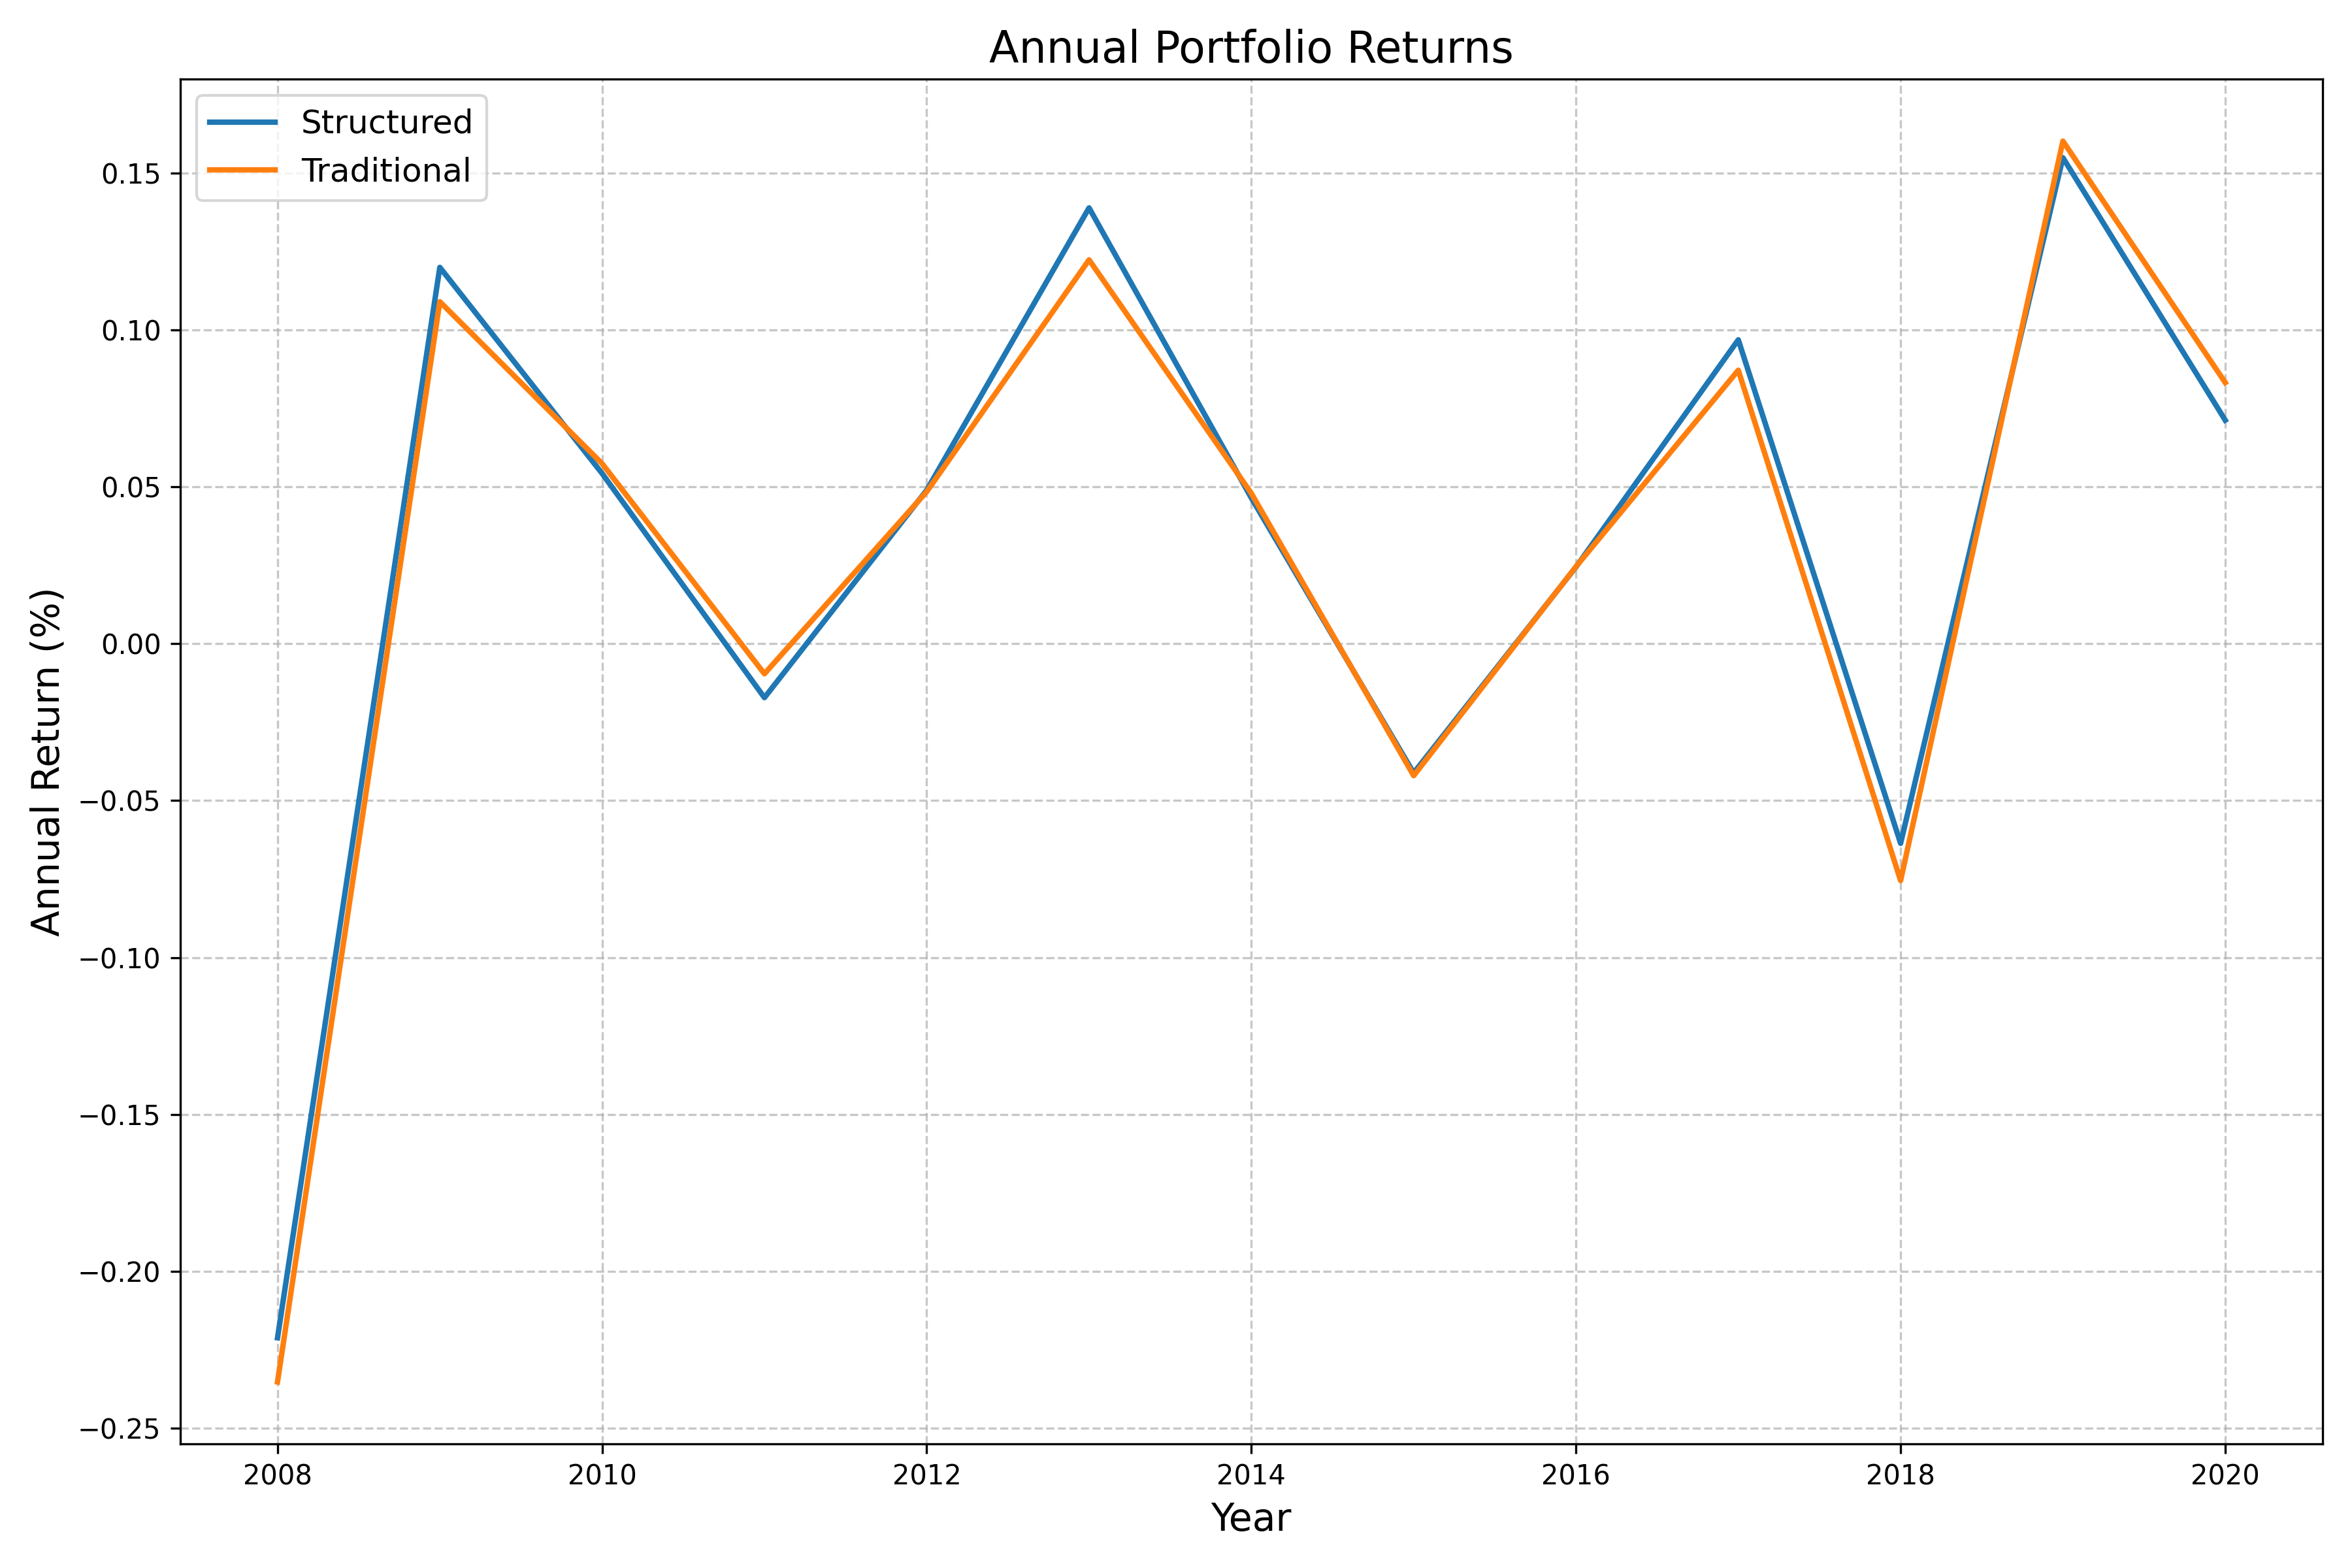 Annual Portfolio Returns
Structured
Traditional
0.15
0.10
0.05
0.00
−0.05
−0.10
−0.15
−0.20
−0.25
Annual Return (%)
2008 2010 2012 2014 2016 2018 2020
Year